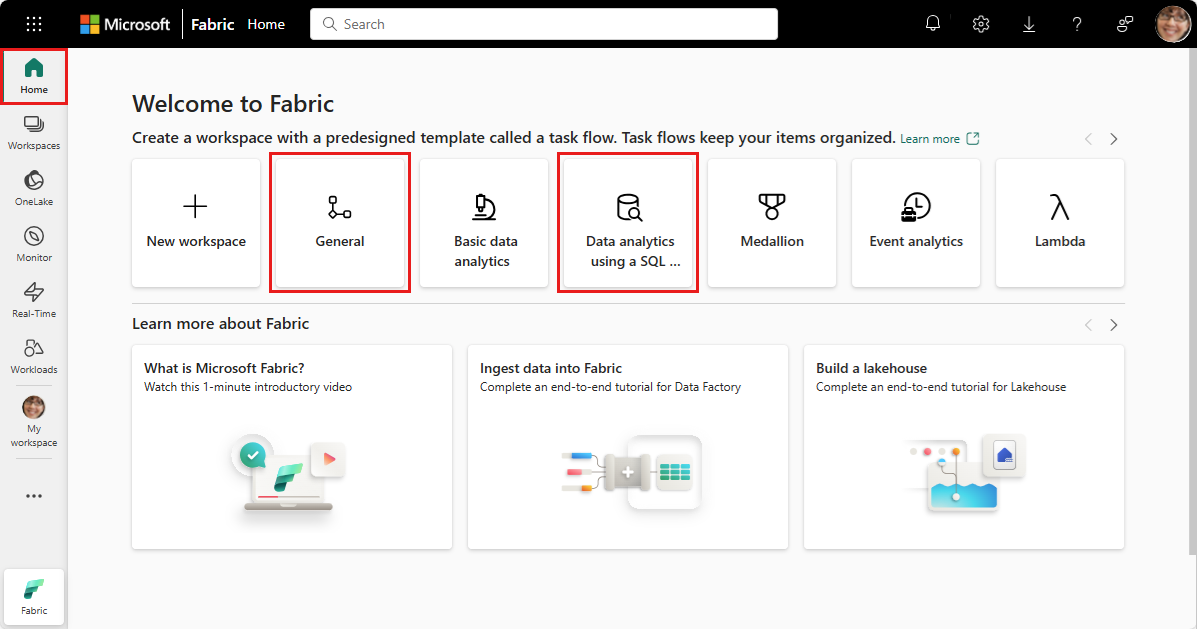 Microsoft Fabric Home Search
Home
Workspaces
OneLake
Monitor
Real-Time
Workloads
My
workspace
Fabric
Welcome to Fabric
Create a workspace with a predesigned template called a task flow. Task flows keep your items organized. Learn more
New workspace
General
Basic data
analytics
Data analytics
using a SQL ...
Medallion
Event analytics
Lambda
Learn more about Fabric
What is Microsoft Fabric?
Watch this 1-minute introductory video
Ingest data into Fabric
Complete an end-to-end tutorial for Data Factory
Build a lakehouse
Complete an end-to-end tutorial for Lakehouse